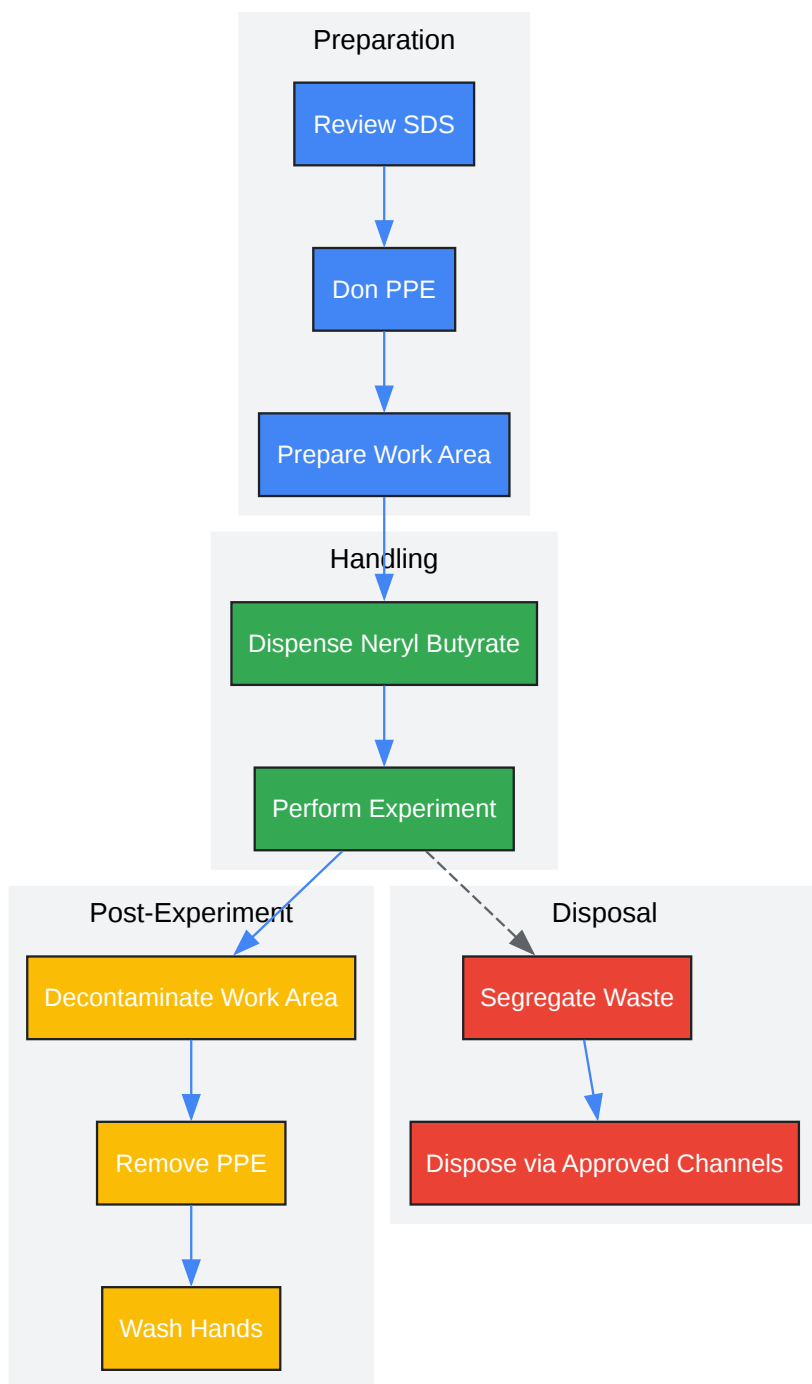 Preparation
Review SDS
Don PPE
Prepare Work Area
Handling
Dispense Neryl Butyrate
Perform Experiment
Post-Experiment
Decontaminate Work Area
Remove PPE
Wash Hands
Disposal
Segregate Waste
Dispose via Approved Channels